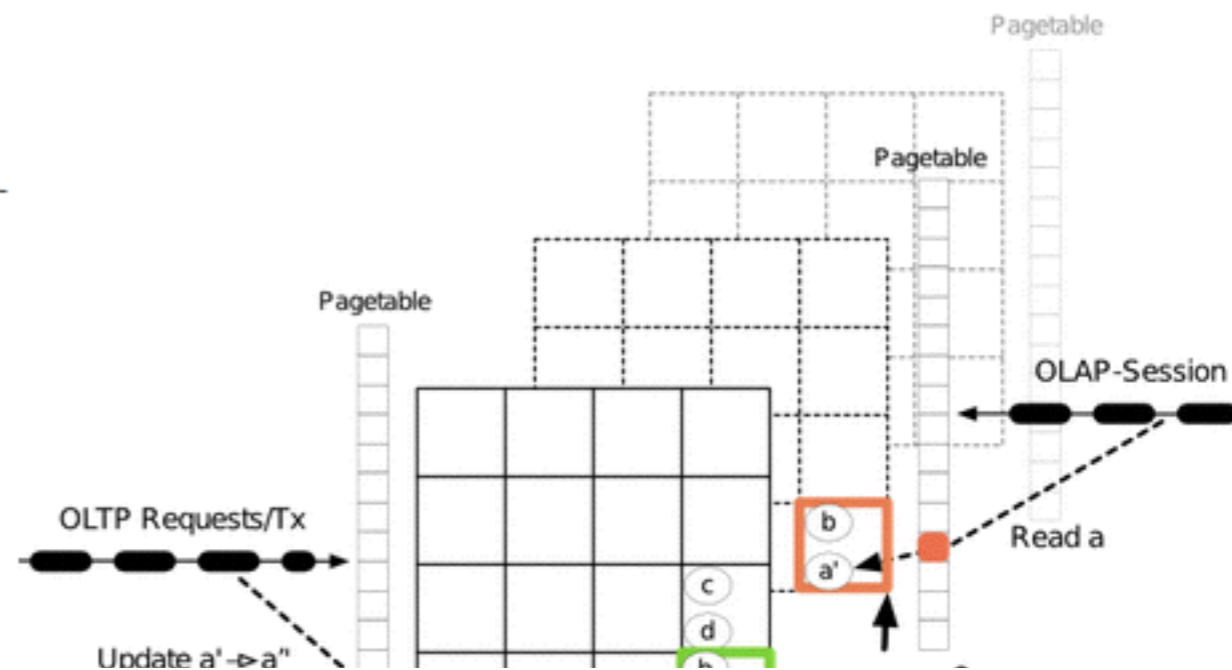 Pagetable
Pagetable
Pagetable
OLAP-Session
OLTP Requests/Tx
b
Read a
a'
c
d
Update a' -> a''
b